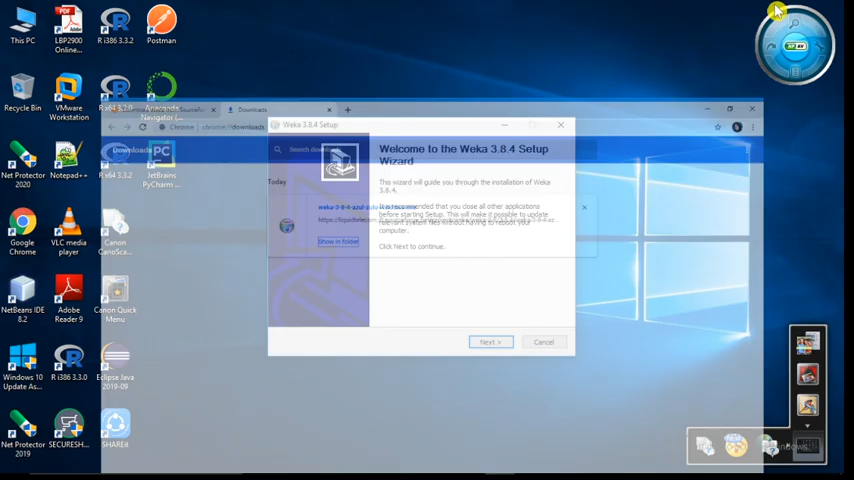 This PC
LBP2900
Online...
R i386 3.3.2
Postman
Recycle Bin
VMware
Workstation
R x64 3.2.0
Anaconda
Navigator (...
Downloads
Weka 3.8.4 Setup
Chrome
chrome://downloads
Downloads
Search
Welcome to the Weka 3.8.4 Setup
Wizard
Net Protector
2020
Notepad++
R x64 3.3.2
JetBrains
PyCharm ...
Today
This wizard will guide you through the installation of Weka
3.8.4.
It is recommended that you close all other applications
before starting Setup. This will make it possible to update
relevant system files without having to reboot your
computer.
Show in folder
Click Next to continue.
Google
Chrome
VLC media
player
Canon
CanoSca...
NetBeans IDE
8.2
Adobe
Reader 9
Canon Quick
Menu
Next >
Cancel
Windows 10
Update As...
R i386 3.3.0
Eclipse Java
2019-09
Net Protector
2019
SECURESH...
SHAREit